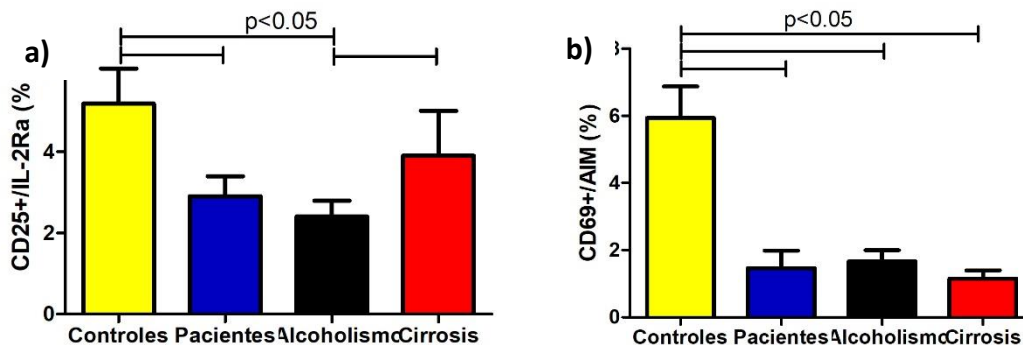 a)
p<0.05
CD25+/IL-2Ra (%
4
2
0
Controles Pacientes Alcoholismo Cirrosis
b)
p<0.05
CD69+/AIM (%)
8
6
4
2
0
Controles Pacientes Alcoholismo Cirrosis